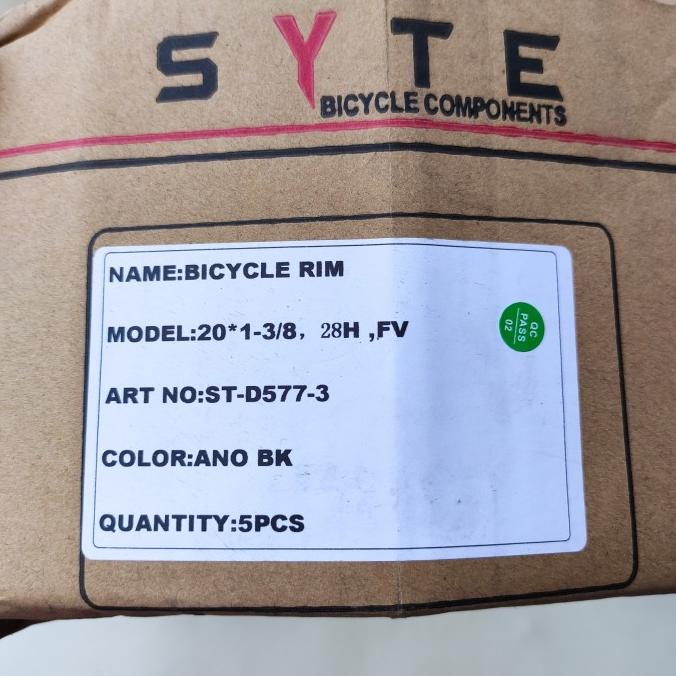 SYTE
BICYCLE COMPONENTS
NAME:BICYCLE RIM
MODEL:20*1-3/8, 28H ,FV
QC
PASS
02
ART NO:ST-D577-3
COLOR:ANO BK
QUANTITY:5PCS